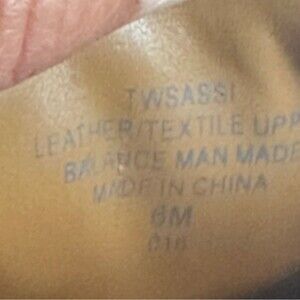 TWSASSI
LEATHER/TEXTILE UPP
BALANCE MAN MADE
MADE IN CHINA
6M